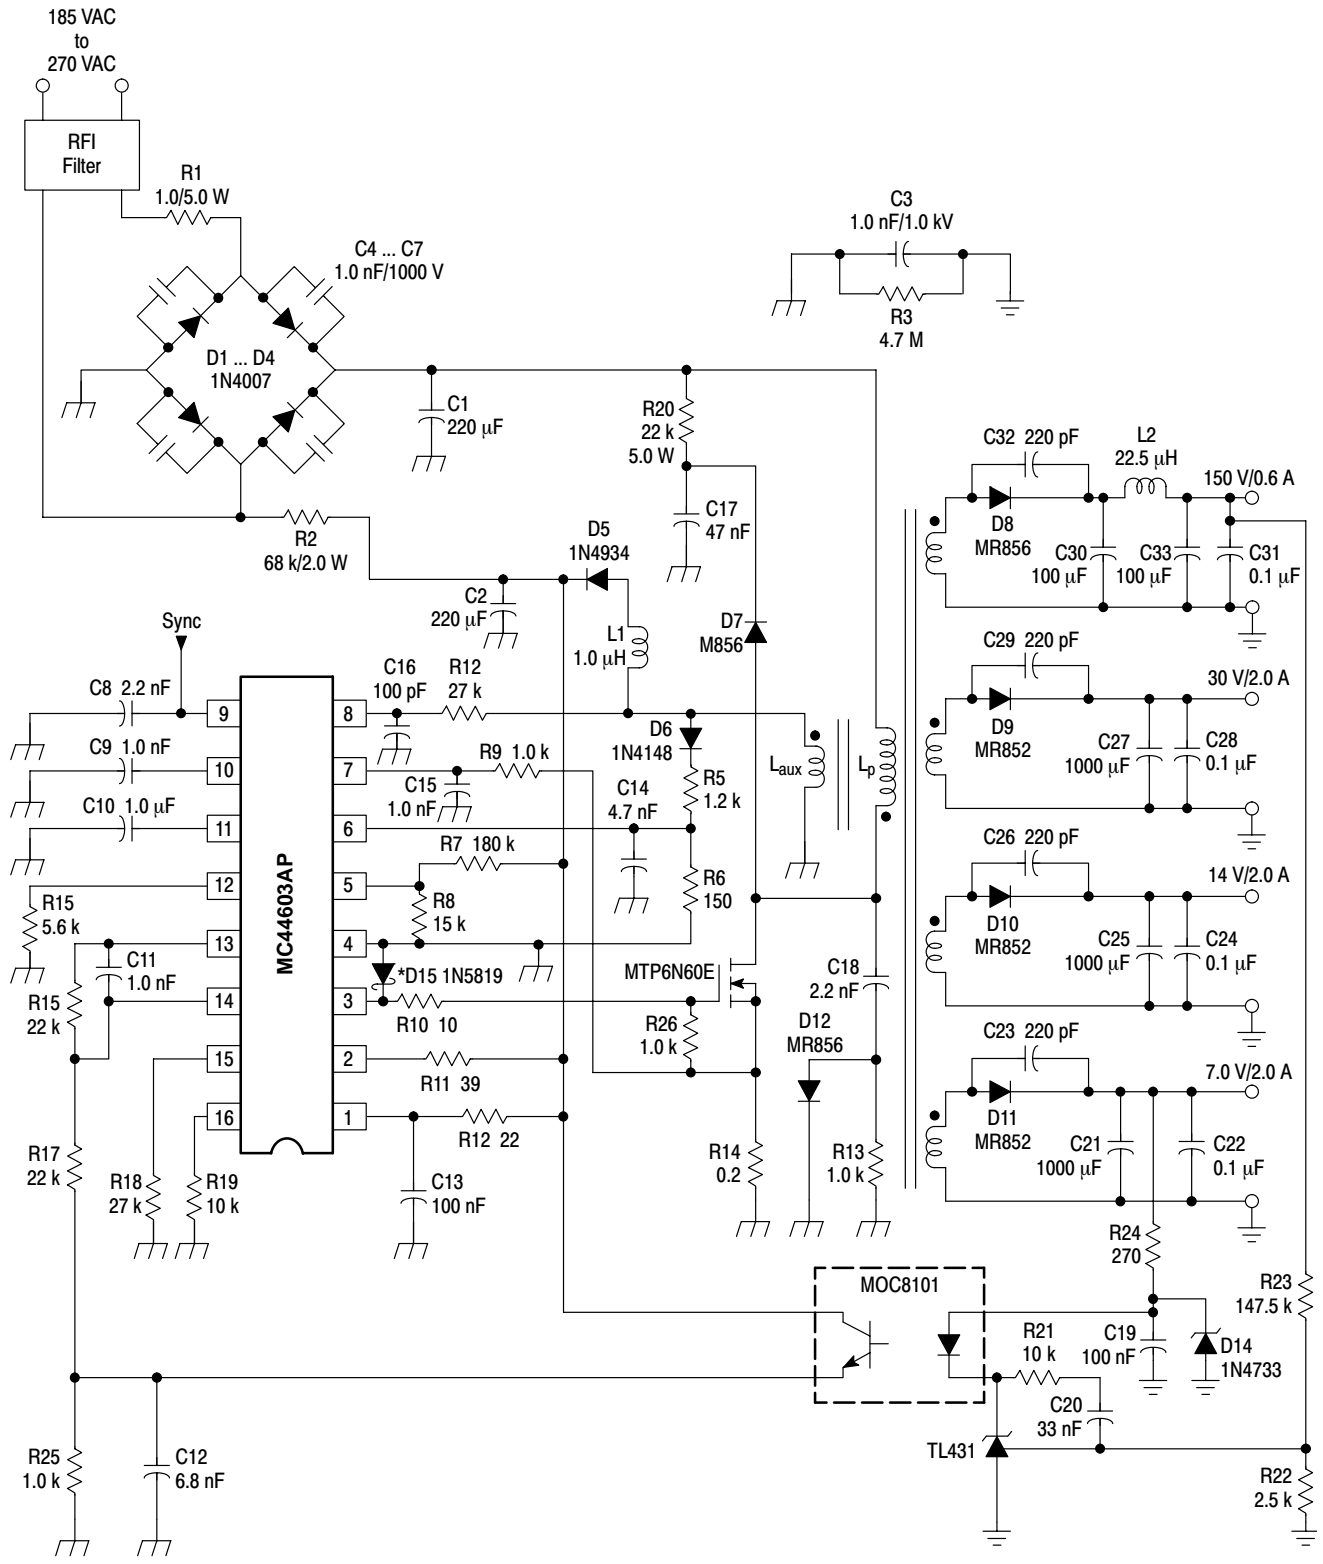 185 VAC
to
270 VAC
RFI
Filter
R1
1.0/5.0 W
C4 ... C7
1.0 nF/1000 V
D1 ... D4
1N4007
C3
1.0 nF/1.0 kV
R3
4.7 M
C1
220 µF
R20
22 k
5.0 W
C17
47 nF
R2
68 k/2.0 W
D5
1N4934
C2
220 µF
L1
1.0 µH
D7
M856
C32 220 pF
L2
22.5 µH
150 V/0.6 A
D8
MR856
C30
100 µF
C33
100 µF
C31
0.1 µF
Sync
C8 2.2 nF
9
8
C16
100 pF
R12
27 k
D6
1N4148
C29 220 pF
30 V/2.0 A
D9
MR852
C27
1000 µF
C28
0.1 µF
C9 1.0 nF
10
7
C15
1.0 nF
R9 1.0 k
C14
4.7 nF
R5
1.2 k
Laux
Lp
C10 1.0 µF
11
6
R7 180 k
12
5
R15
5.6 k
R8
15 k
R6
150
C26 220 pF
14 V/2.0 A
D10
MR852
C25
1000 µF
C24
0.1 µF
MC44603AP
13
4
C11
1.0 nF
*D15 1N5819
MTP6N60E
C18
2.2 nF
R15
22 k
14
3
R10 10
R26
1.0 k
D12
MR856
15
2
R11 39
C23 220 pF
7.0 V/2.0 A
D11
MR852
C21
1000 µF
C22
0.1 µF
16
1
R12 22
R17
22 k
R18
27 k
R19
10 k
C13
100 nF
R14
0.2
R13
1.0 k
R24
270
MOC8101
R23
147.5 k
R21
10 k
C19
100 nF
D14
1N4733
C20
33 nF
TL431
R25
1.0 k
C12
6.8 nF
R22
2.5 k